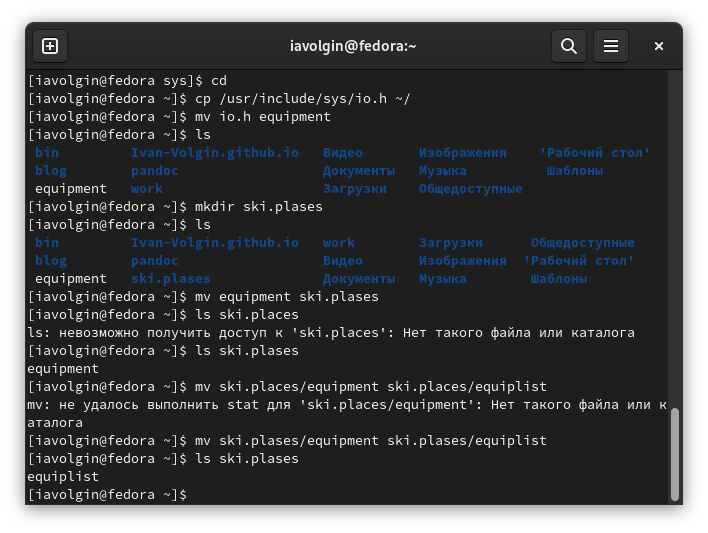 iavolgin@fedora:~
[iavolgin@fedora sys]$ cd
[iavolgin@fedora ~]$ cp /usr/include/sys/io.h ~/
[iavolgin@fedora ~]$ mv io.h equipment
[iavolgin@fedora ~]$ ls
bin Ivan-Volgin.github.io Видео Изображения 'Рабочий стол'
blog pandoc Документы Музыка Шаблоны
equipment work Загрузки Общедоступные
[iavolgin@fedora ~]$ mkdir ski.plases
[iavolgin@fedora ~]$ ls
bin Ivan-Volgin.github.io work Загрузки Общедоступные
blog pandoc Видео Изображения 'Рабочий стол'
equipment ski.plases Документы Музыка Шаблоны
[iavolgin@fedora ~]$ mv equipment ski.plases
[iavolgin@fedora ~]$ ls ski.places
ls: невозможно получить доступ к 'ski.places': Нет такого файла или каталога
[iavolgin@fedora ~]$ ls ski.plases
equipment
[iavolgin@fedora ~]$ mv ski.places/equipment ski.places/equiplist
mv: не удалось выполнить stat для 'ski.places/equipment': Нет такого файла или к
аталога
[iavolgin@fedora ~]$ mv ski.plases/equipment ski.plases/equiplist
[iavolgin@fedora ~]$ ls ski.plases
equiplist
[iavolgin@fedora ~]$